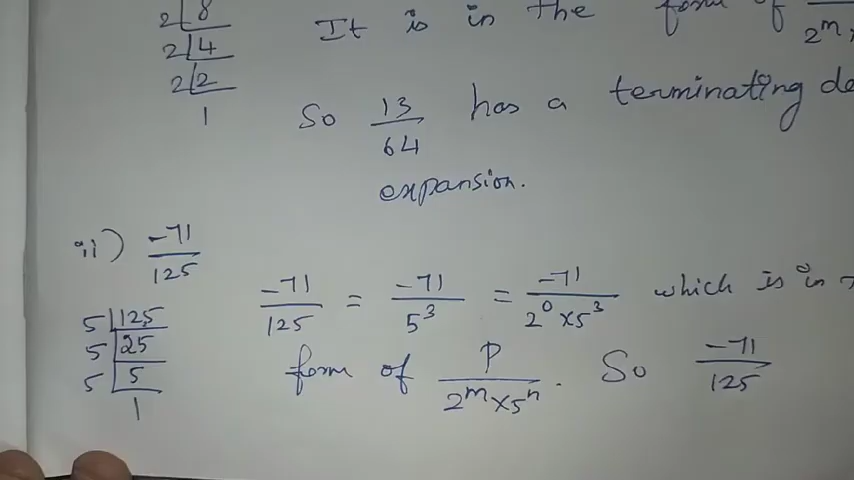 2 | 8
It is in the form of
2^m
2 | 4
2 | 2
1
So 13/64 has a terminating
expansion.
ii) -71/125
-71/125 = -71/5^3 = -71/(2^0 × 5^3) which is in
5 | 125
5 | 25
5 | 5
1
form of P/(2^m × 5^n). So -71/125